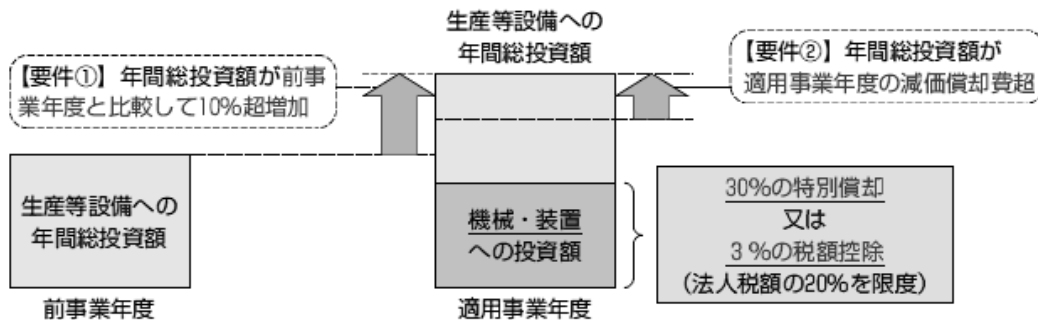 生産等設備への
年間総投資額
【要件①】年間総投資額が前事
業年度と比較して10%超増加
【要件②】年間総投資額が
適用事業年度の減価償却費超
生産等設備への
年間総投資額
機械・装置
への投資額
30%の特別償却
又は
3%の税額控除
(法人税額の20%を限度)
前事業年度
適用事業年度